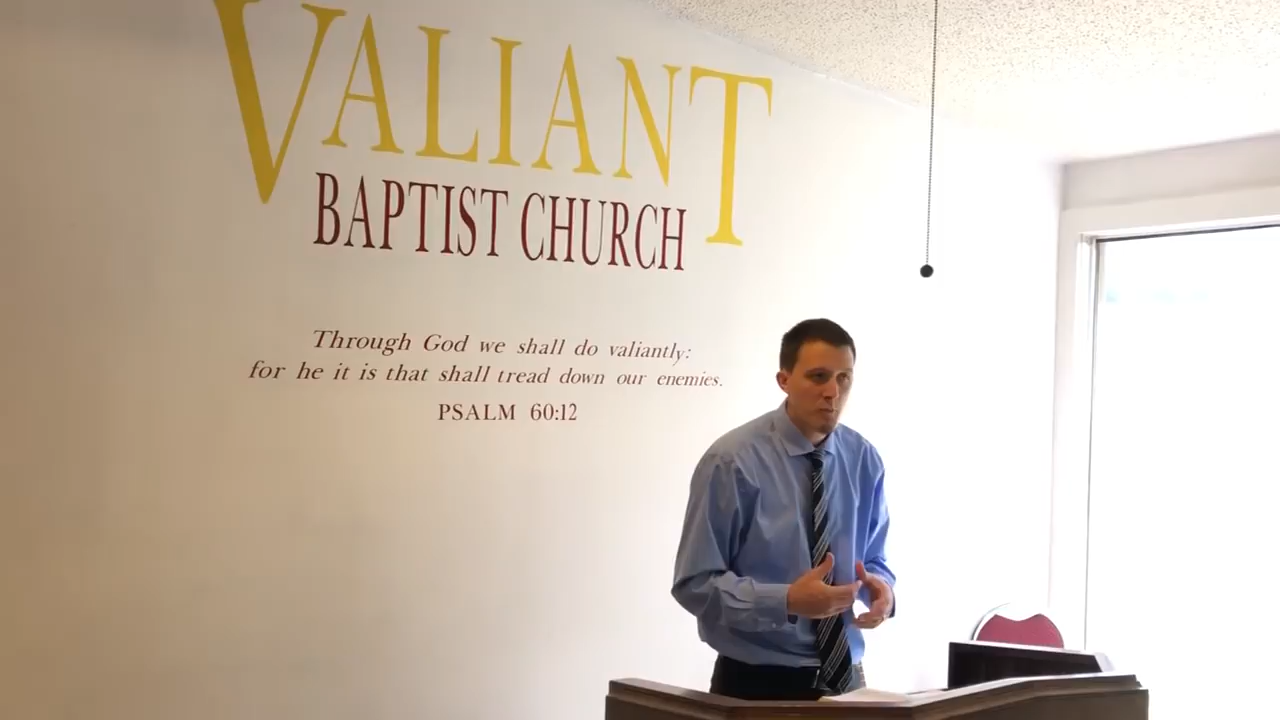 VALIANT
BAPTIST CHURCH
Through God we shall do valiantly:
for he it is that shall tread down our enemies.
PSALM 60:12